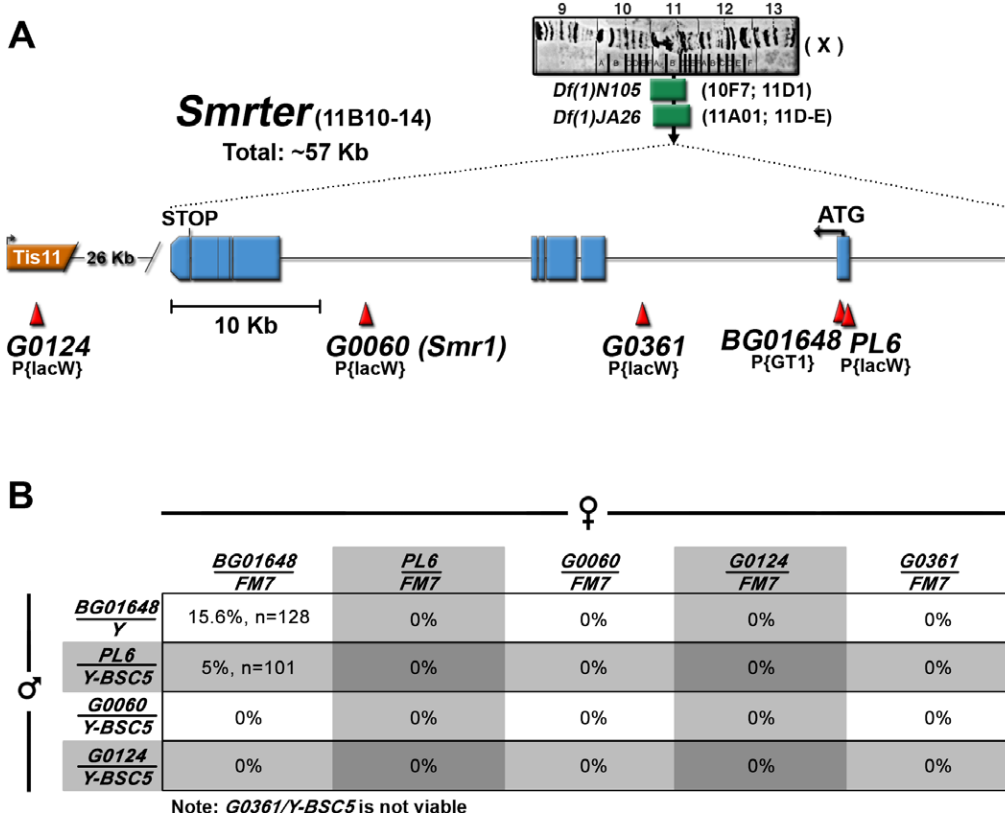 A
9 10 11 12 13
(X)
Df(1)N105 (10F7; 11D1)
Df(1)JA26 (11A01; 11D-E)
Smrter (11B10-14)
Total: ~57 Kb
STOP
ATG
Tis11
26 Kb
10 Kb
G0124
P{lacW}
G0060 (Smr1)
P{lacW}
G0361
P{lacW}
BG01648
P{GT1}
PL6
P{lacW}
B
♀
BG01648 PL6 G0060 G0124 G0361
FM7 FM7 FM7 FM7 FM7
♂
BG01648
Y
15.6%, n=128 0% 0% 0% 0%
PL6
Y-BSC5
5%, n=101 0% 0% 0% 0%
G0060
Y-BSC5
0% 0% 0% 0% 0%
G0124
Y-BSC5
0% 0% 0% 0% 0%
Note: G0361/Y-BSC5 is not viable